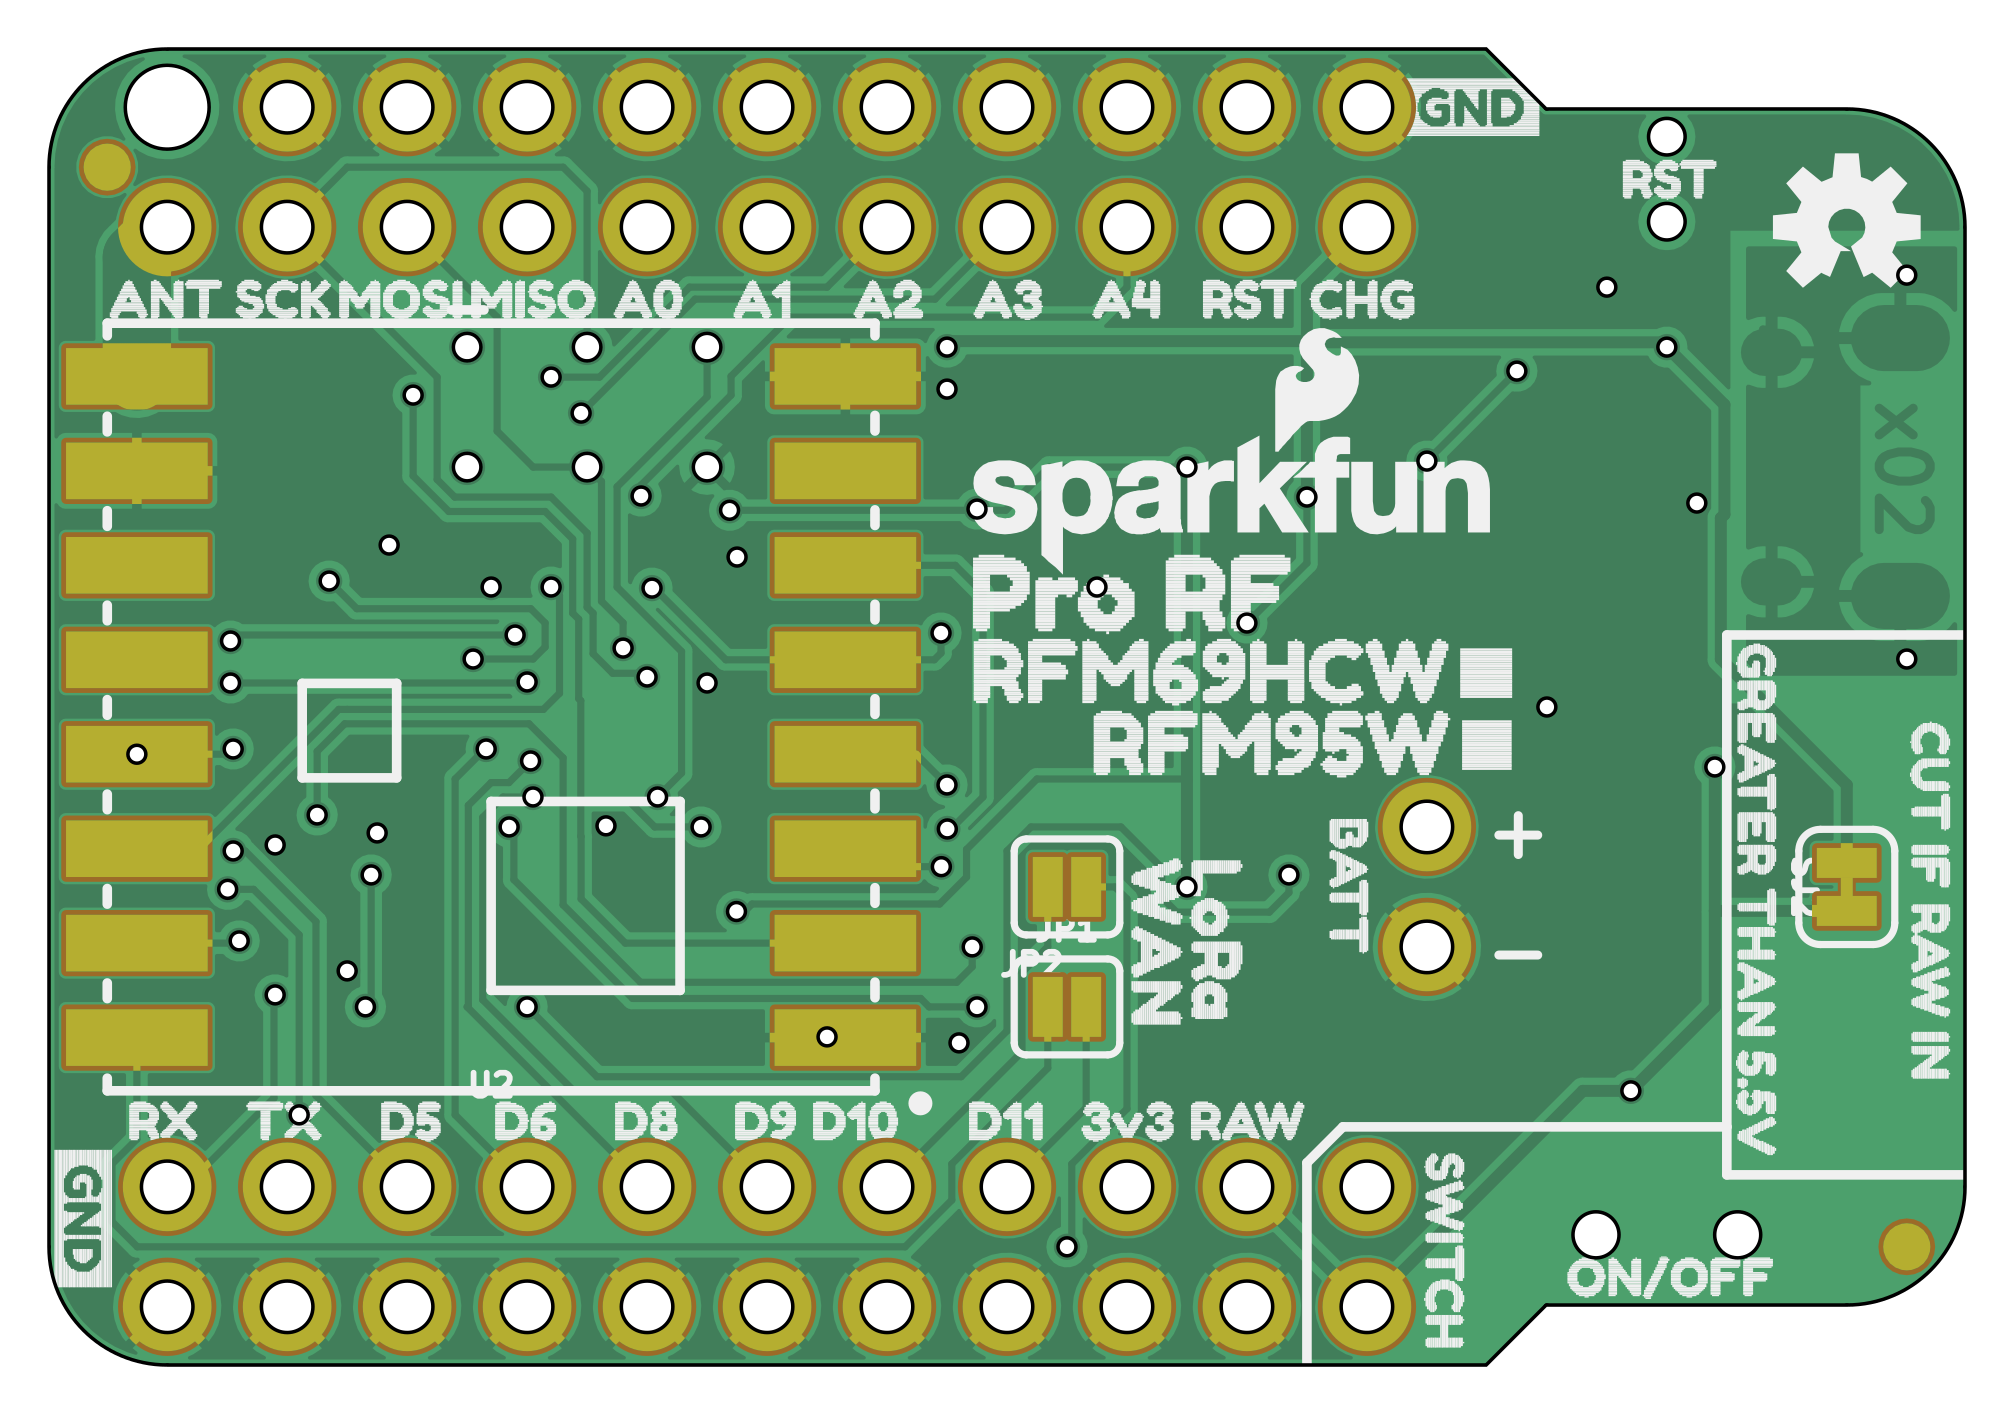 GND
RST
ANT SCK MOSI MISO A0 A1 A2 A3 A4 RST CHG
x02
sparkfun
Pro RF
RFM69HCW
RFM95W
GREATER THAN 5.5V
CUT IF RAW IN
BATT
+
-
LoRa
WAN
JP1
JP2
U2
RX TX D5 D6 D8 D9 D10 D11 3v3 RAW
GND
SWITCH
ON/OFF